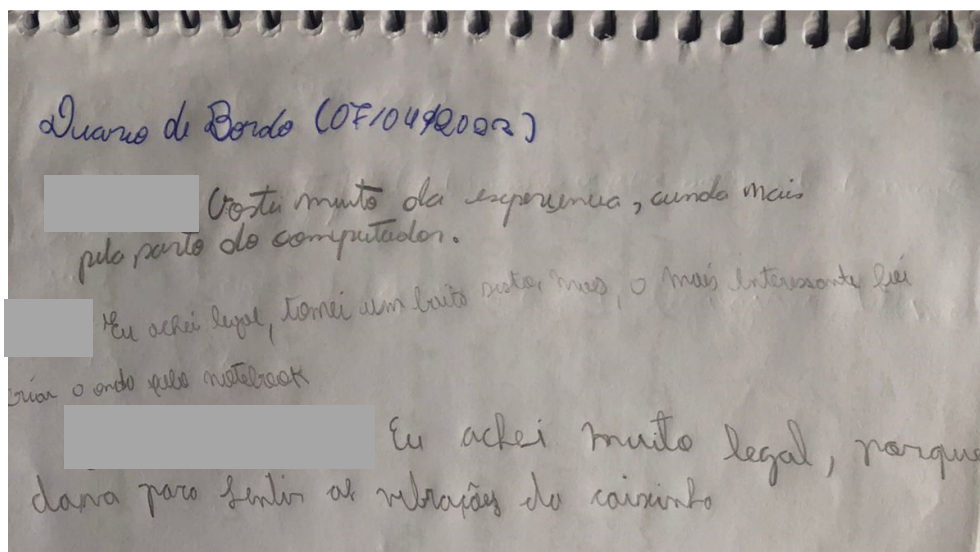 Diario de Bordo (07/04/2022)
Gostei muito da experiencia, ainda mais
pela parte do computador.
Eu achei legal, tomei um baita susto, mas, o mais interessante foi
criar a onda pelo notebook
Eu achei muito legal, porque
dava para sentir as vibrações da caixinha